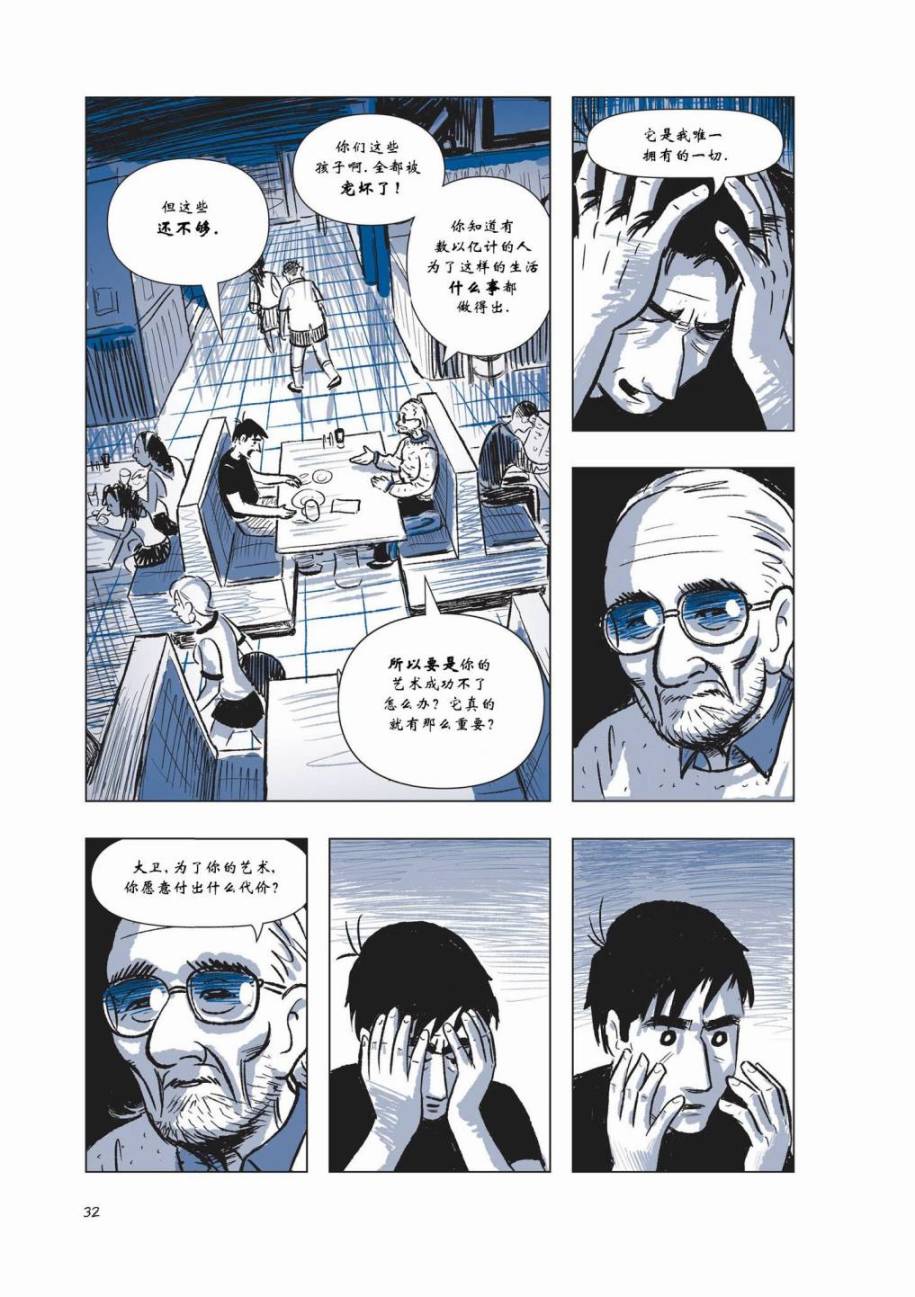 但这些
还不够.
你们这些
孩子啊. 全都被
宠坏了!
你知道有
数以亿计的人
为了这样的生活
什么事都
做得出.
所以要是你的
艺术成功不了
怎么办? 它真的
就有那么重要?
它是我唯一
拥有的一切.
大卫, 为了你的艺术,
你愿意付出什么代价?
32